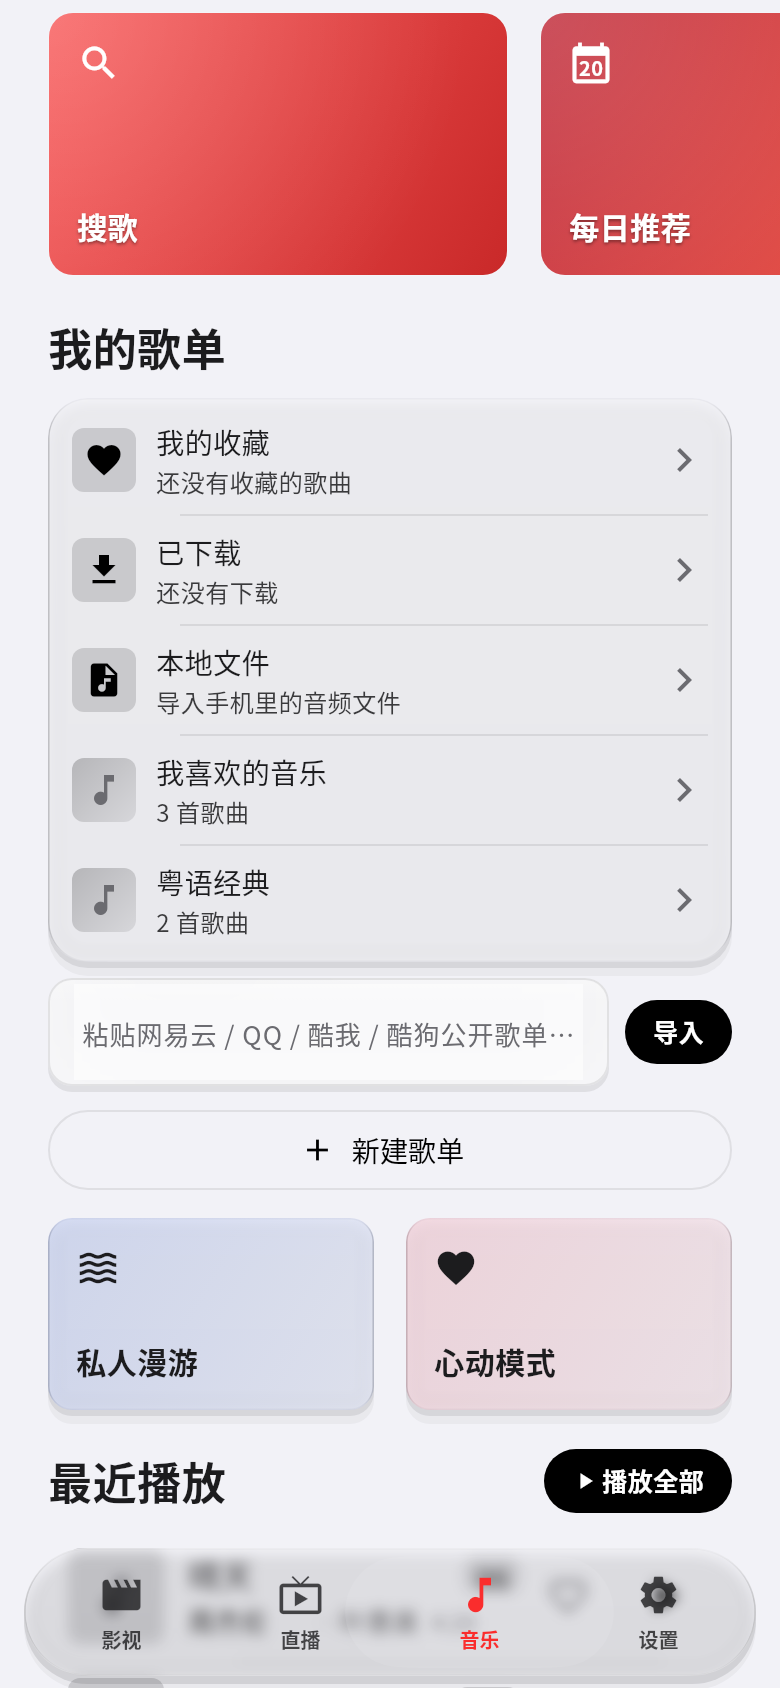 20
搜歌
每日推荐
我的歌单
我的收藏
还没有收藏的歌曲
已下载
还没有下载
本地文件
导入手机里的音频文件
我喜欢的音乐
3 首歌曲
粤语经典
2 首歌曲
粘贴网易云 / QQ / 酷我 / 酷狗公开歌单…
导入
新建歌单
私人漫游
心动模式
最近播放
播放全部
影视
直播
音乐
设置